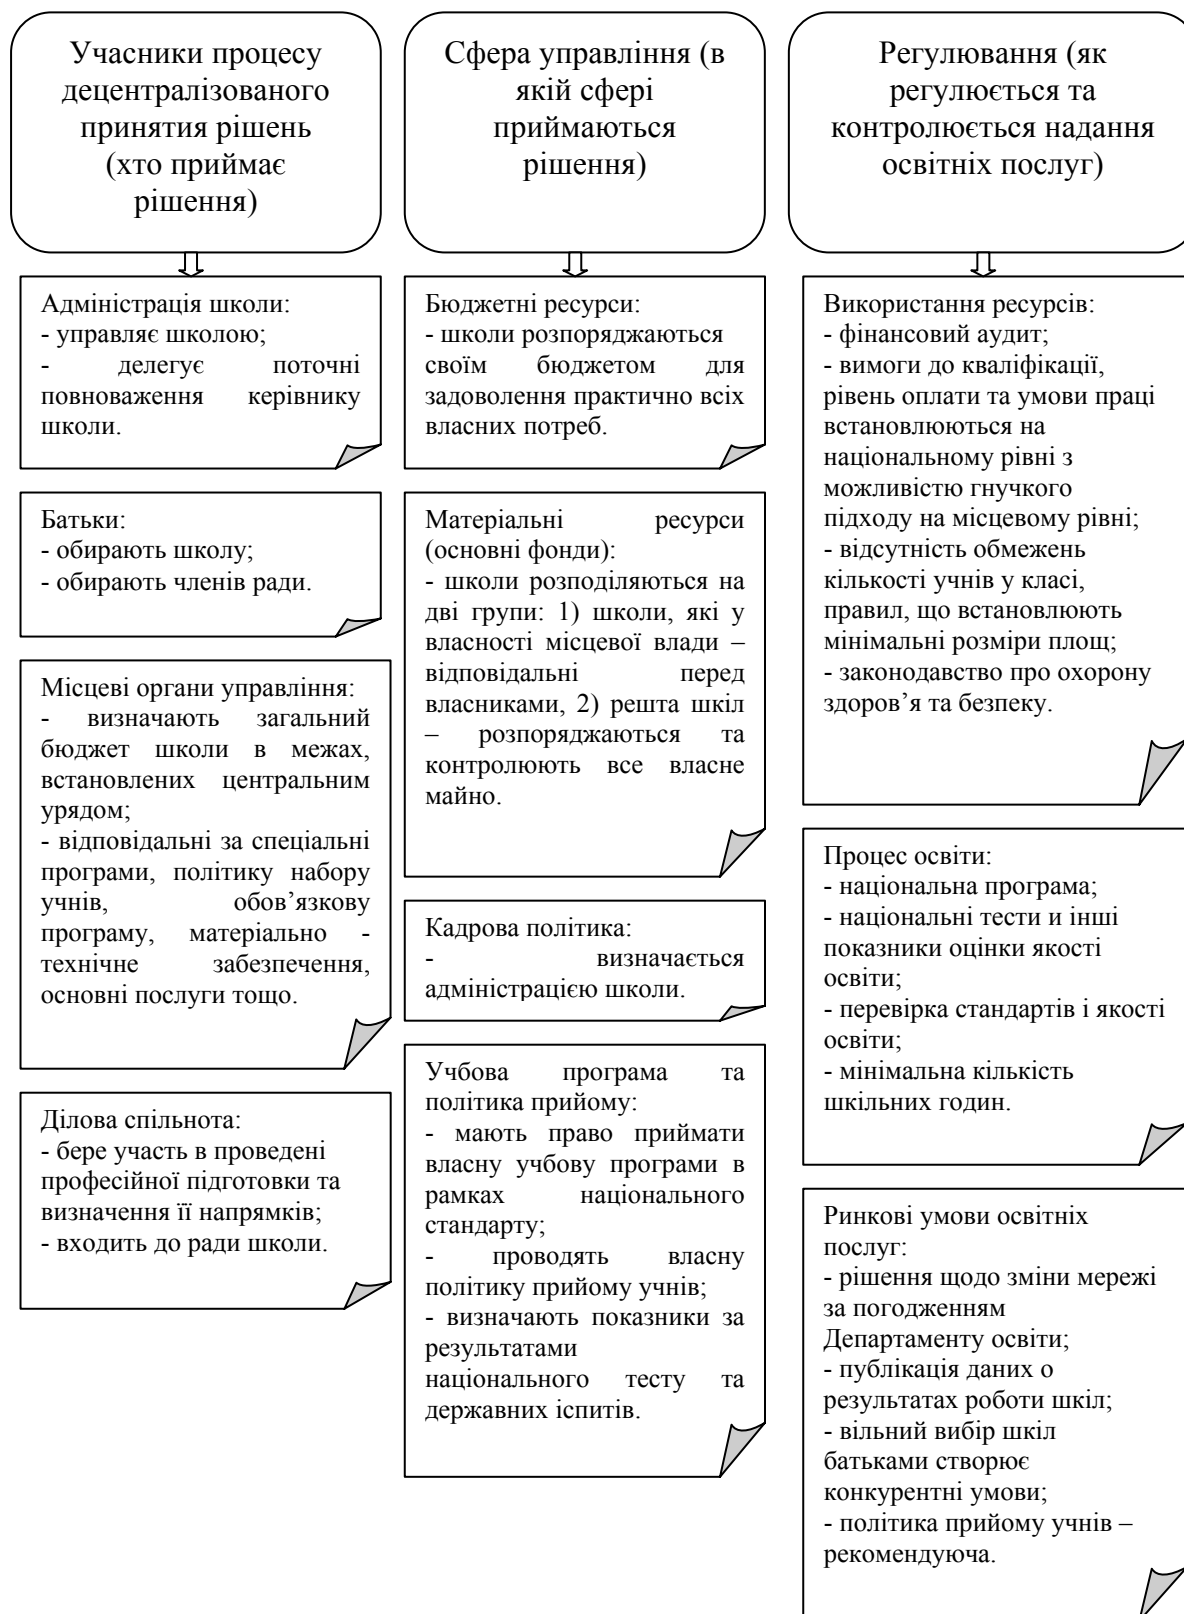 Учасники процесу
децентралізованого
принятия рішень
(хто приймає
рішення)
Адміністрація школи:
- управляє школою;
- делегує поточні
повноваження керівнику
школи.
Батьки:
- обирають школу;
- обирають членів ради.
Місцеві органи управління:
- визначають загальний
бюджет школи в межах,
встановлених центральним
урядом;
- відповідальні за спеціальні
програми, політику набору
учнів, обов’язкову
програму, матеріально -
технічне забезпечення,
основні послуги тощо.
Ділова спільнота:
- бере участь в проведені
професійної підготовки та
визначення її напрямків;
- входить до ради школи.
Сфера управління (в
якій сфері
приймаються
рішення)
Бюджетні ресурси:
- школи розпоряджаються
своїм бюджетом для
задоволення практично всіх
власних потреб.
Матеріальні ресурси
(основні фонди):
- школи розподіляються на
дві групи: 1) школи, які у
власності місцевої влади –
відповідальні перед
власниками, 2) решта шкіл
– розпоряджаються та
контролюють все власне
майно.
Кадрова політика:
- визначається
адміністрацією школи.
Учбова програма та
політика прийому:
- мають право приймати
власну учбову програми в
рамках національного
стандарту;
- проводять власну
політику прийому учнів;
- визначають показники за
результатами
національного тесту та
державних іспитів.
Регулювання (як
регулюється та
контролюється надання
освітніх послуг)
Використання ресурсів:
- фінансовий аудит;
- вимоги до кваліфікації,
рівень оплати та умови праці
встановлюються на
національному рівні з
можливістю гнучкого
підходу на місцевому рівні;
- відсутність обмежень
кількості учнів у класі,
правил, що встановлюють
мінімальні розміри площ;
- законодавство про охорону
здоров’я та безпеку.
Процес освіти:
- національна програма;
- національні тести и інші
показники оцінки якості
освіти;
- перевірка стандартів і якості
освіти;
- мінімальна кількість
шкільних годин.
Ринкові умови освітніх
послуг:
- рішення щодо зміни мережі
за погодженням
Департаменту освіти;
- публікація даних о
результатах роботи шкіл;
- вільний вибір шкіл
батьками створює
конкурентні умови;
- політика прийому учнів –
рекомендуюча.